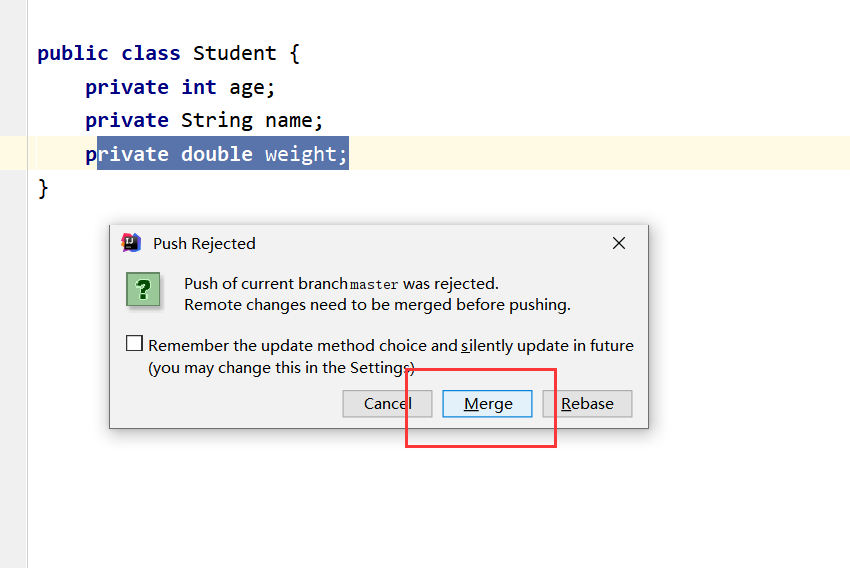 public class Student {
private int age;
private String name;
private double weight;
}
Push Rejected
Push of current branch master was rejected.
Remote changes need to be merged before pushing.
Remember the update method choice and silently update in future
(you may change this in the Settings)
Cancel Merge Rebase